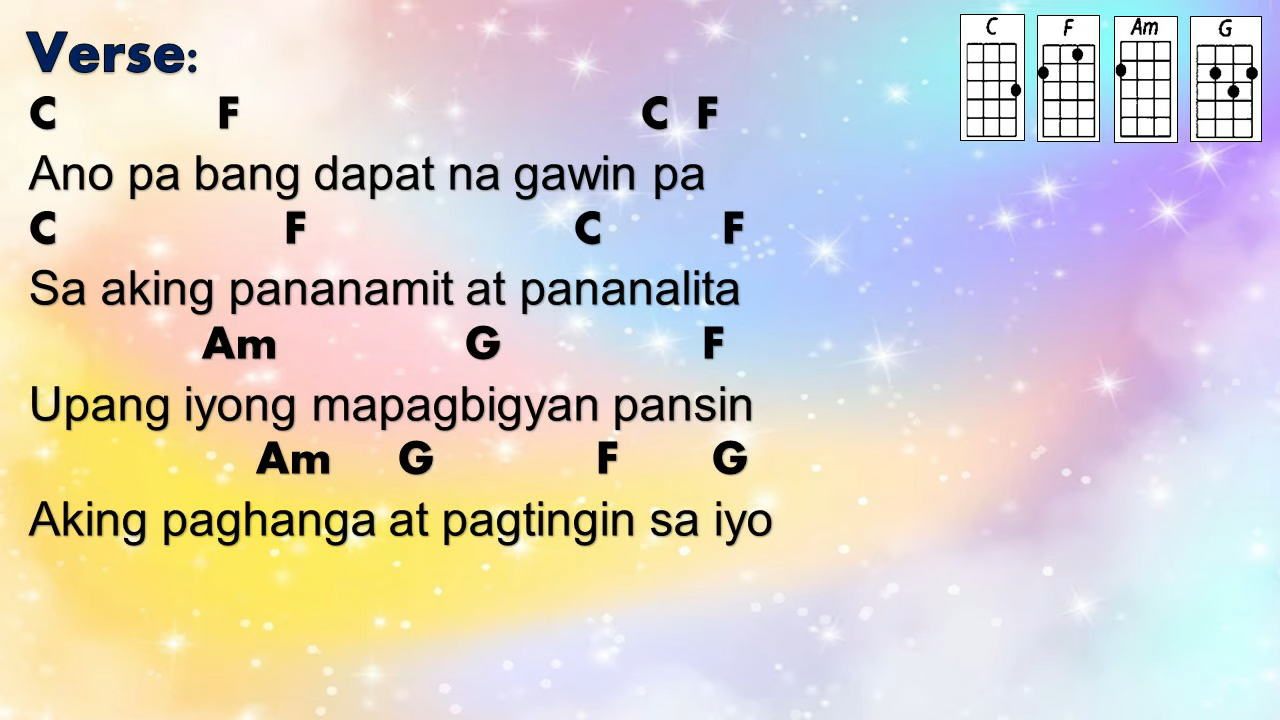 Verse:
C F C F
Ano pa bang dapat na gawin pa
C F C F
Sa aking pananamit at pananalita
Am G F
Upang iyong mapagbigyan pansin
Am G F G
Aking paghanga at pagtingin sa iyo
C F Am G